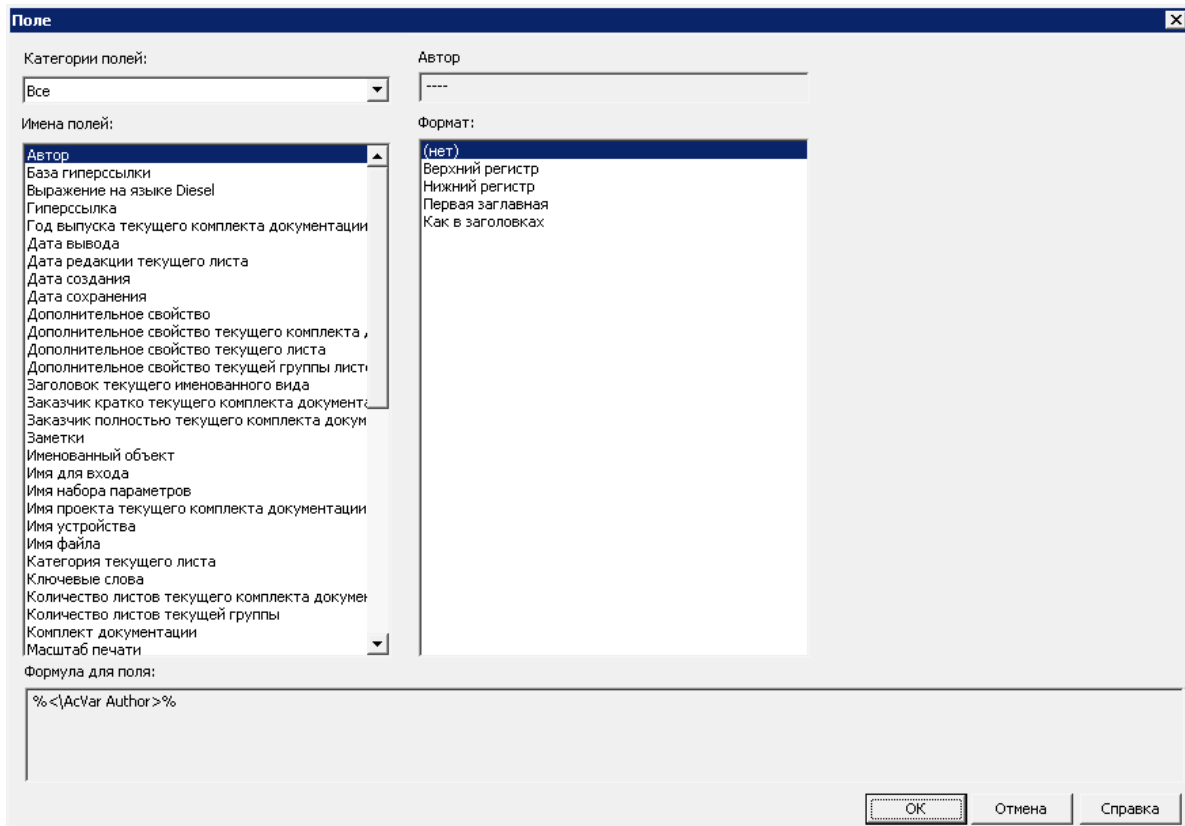 Поле
Категории полей:
Все
Имена полей:
Автор
База гиперссылки
Выражение на языке Diesel
Гиперссылка
Год выпуска текущего комплекта документации
Дата вывода
Дата редакции текущего листа
Дата создания
Дата сохранения
Дополнительное свойство
Дополнительное свойство текущего комплекта
Дополнительное свойство текущего листа
Дополнительное свойство текущей группы
Заголовок текущего именованного вида
Заказчик кратко текущего комплекта документа
Заказчик полностью текущего комплекта докум
Заметки
Именованный объект
Имя для входа
Имя набора параметров
Имя проекта текущего комплекта документации
Имя устройства
Имя файла
Категория текущего листа
Ключевые слова
Количество листов текущего комплекта докумен
Количество листов текущей группы
Комплект документации
Масштаб печати
Автор
----
Формат:
(нет)
Верхний регистр
Нижний регистр
Первая заглавная
Как в заголовках
Формула для поля:
%<\AcVar Author>%
ОК
Отмена
Справка